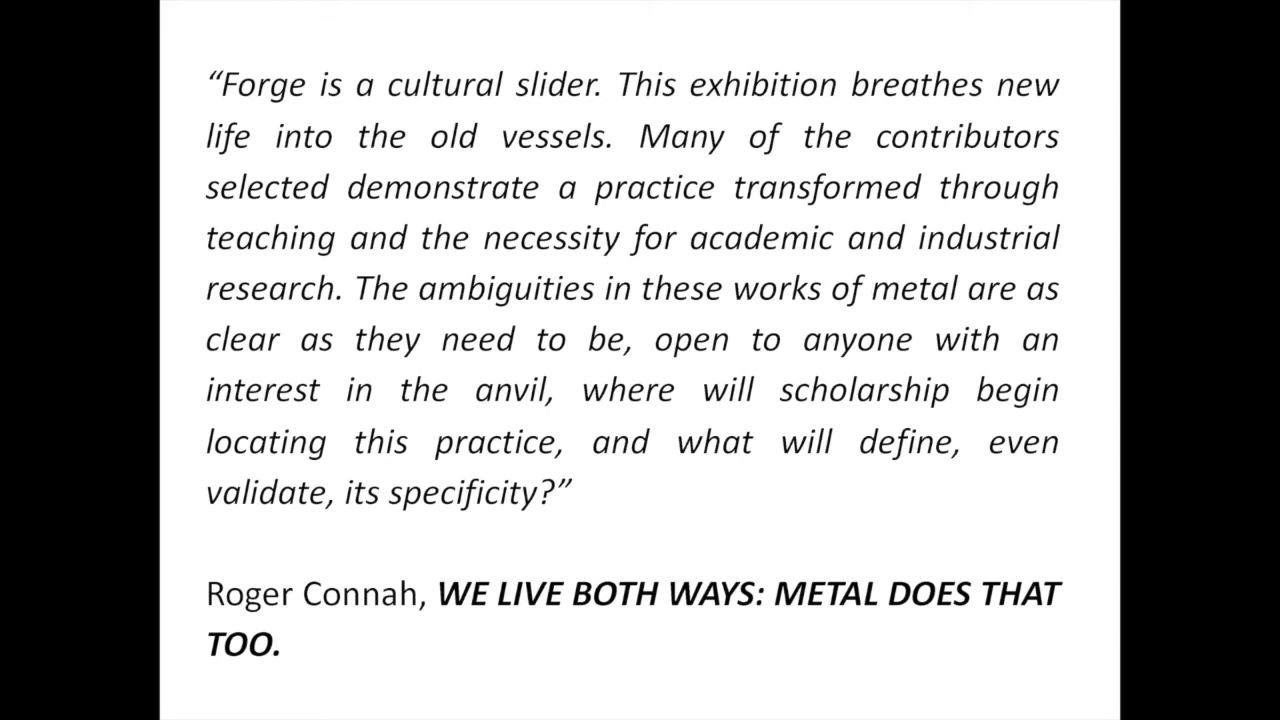 “Forge is a cultural slider. This exhibition breathes new
life into the old vessels. Many of the contributors
selected demonstrate a practice transformed through
teaching and the necessity for academic and industrial
research. The ambiguities in these works of metal are as
clear as they need to be, open to anyone with an
interest in the anvil, where will scholarship begin
locating this practice, and what will define, even
validate, its specificity?”
Roger Connah, WE LIVE BOTH WAYS: METAL DOES THAT
TOO.